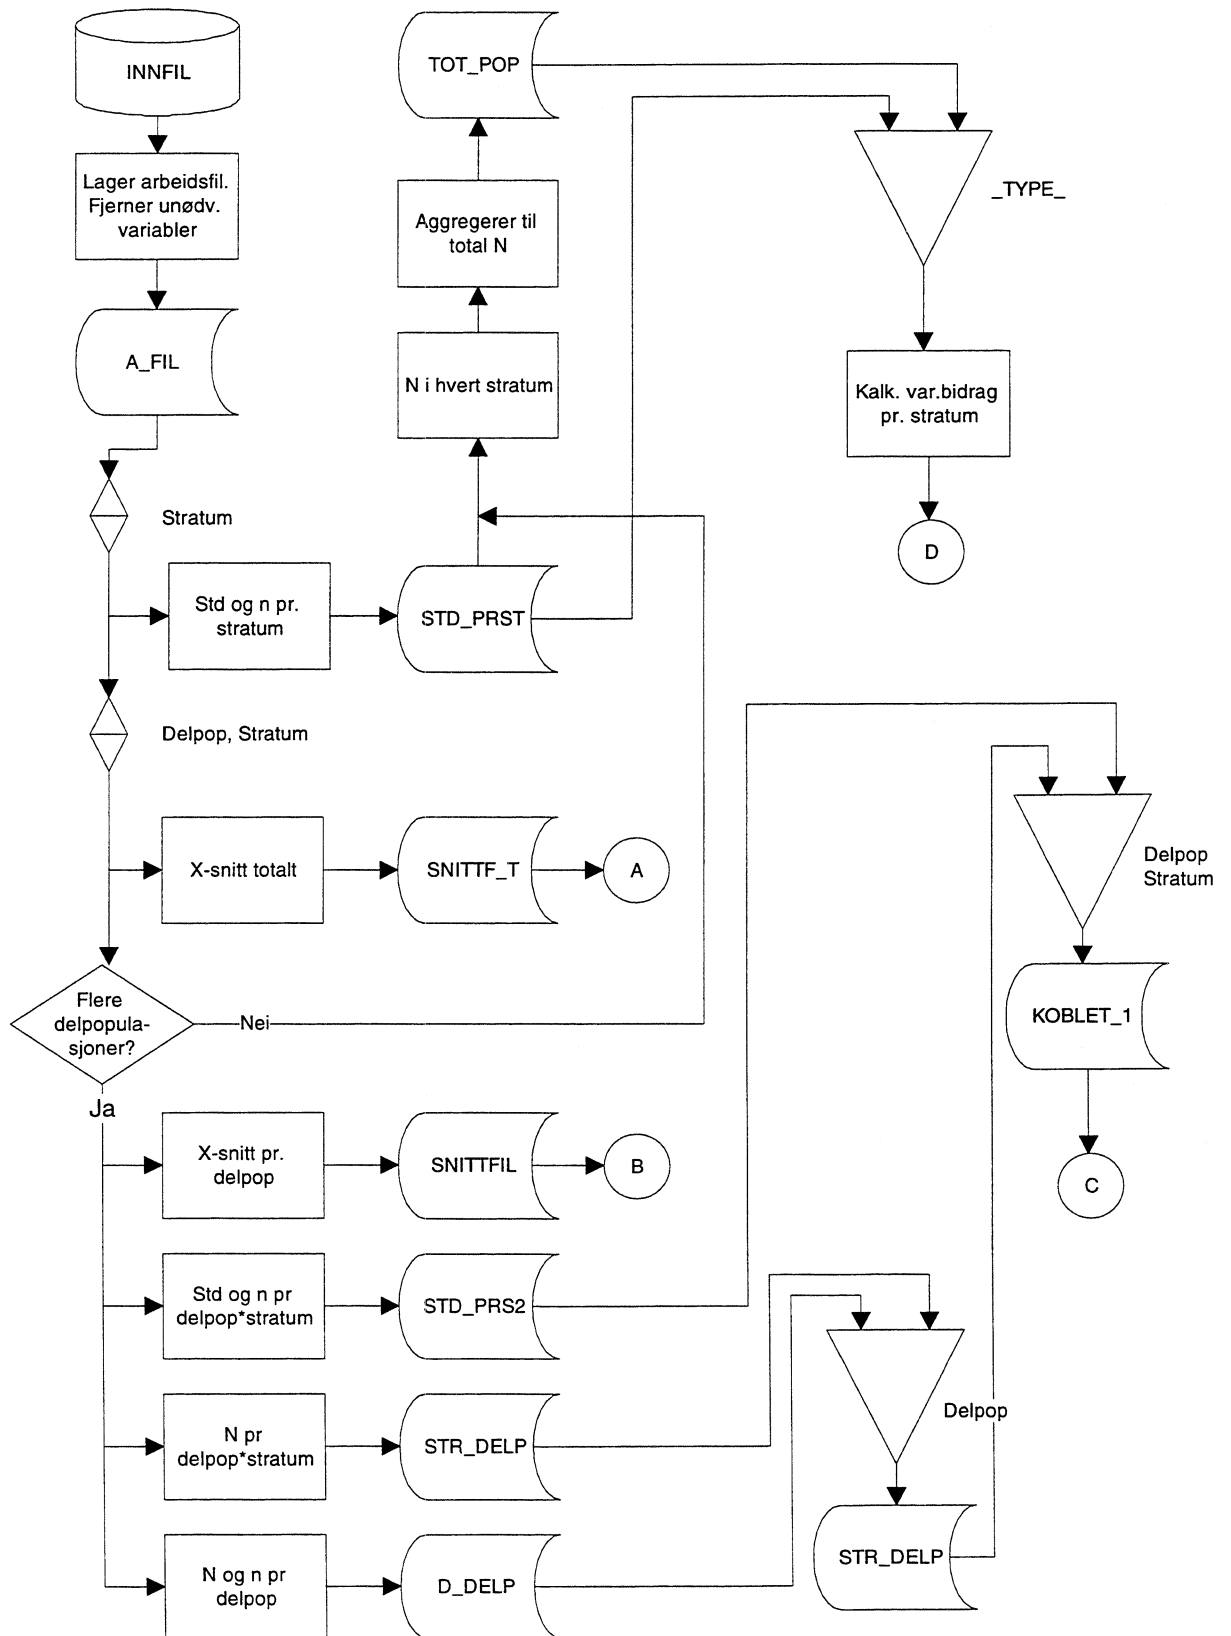 INNFIL
Lager arbeidsfil.
Fjerner unødv.
variabler
A_FIL
Stratum
Std og n pr.
stratum
STD_PRST
N i hvert stratum
Aggregerer til
total N
TOT_POP
_TYPE_
Kalk. var.bidrag
pr. stratum
D
Delpop, Stratum
X-snitt totalt
SNITTF_T
A
Flere
delpopula-
sjoner?
Nei
Ja
X-snitt pr.
delpop
SNITTFIL
B
Std og n pr
delpop*stratum
STD_PRS2
N pr
delpop*stratum
STR_DELP
N og n pr
delpop
D_DELP
Delpop
STR_DELP
Delpop
Stratum
KOBLET_1
C